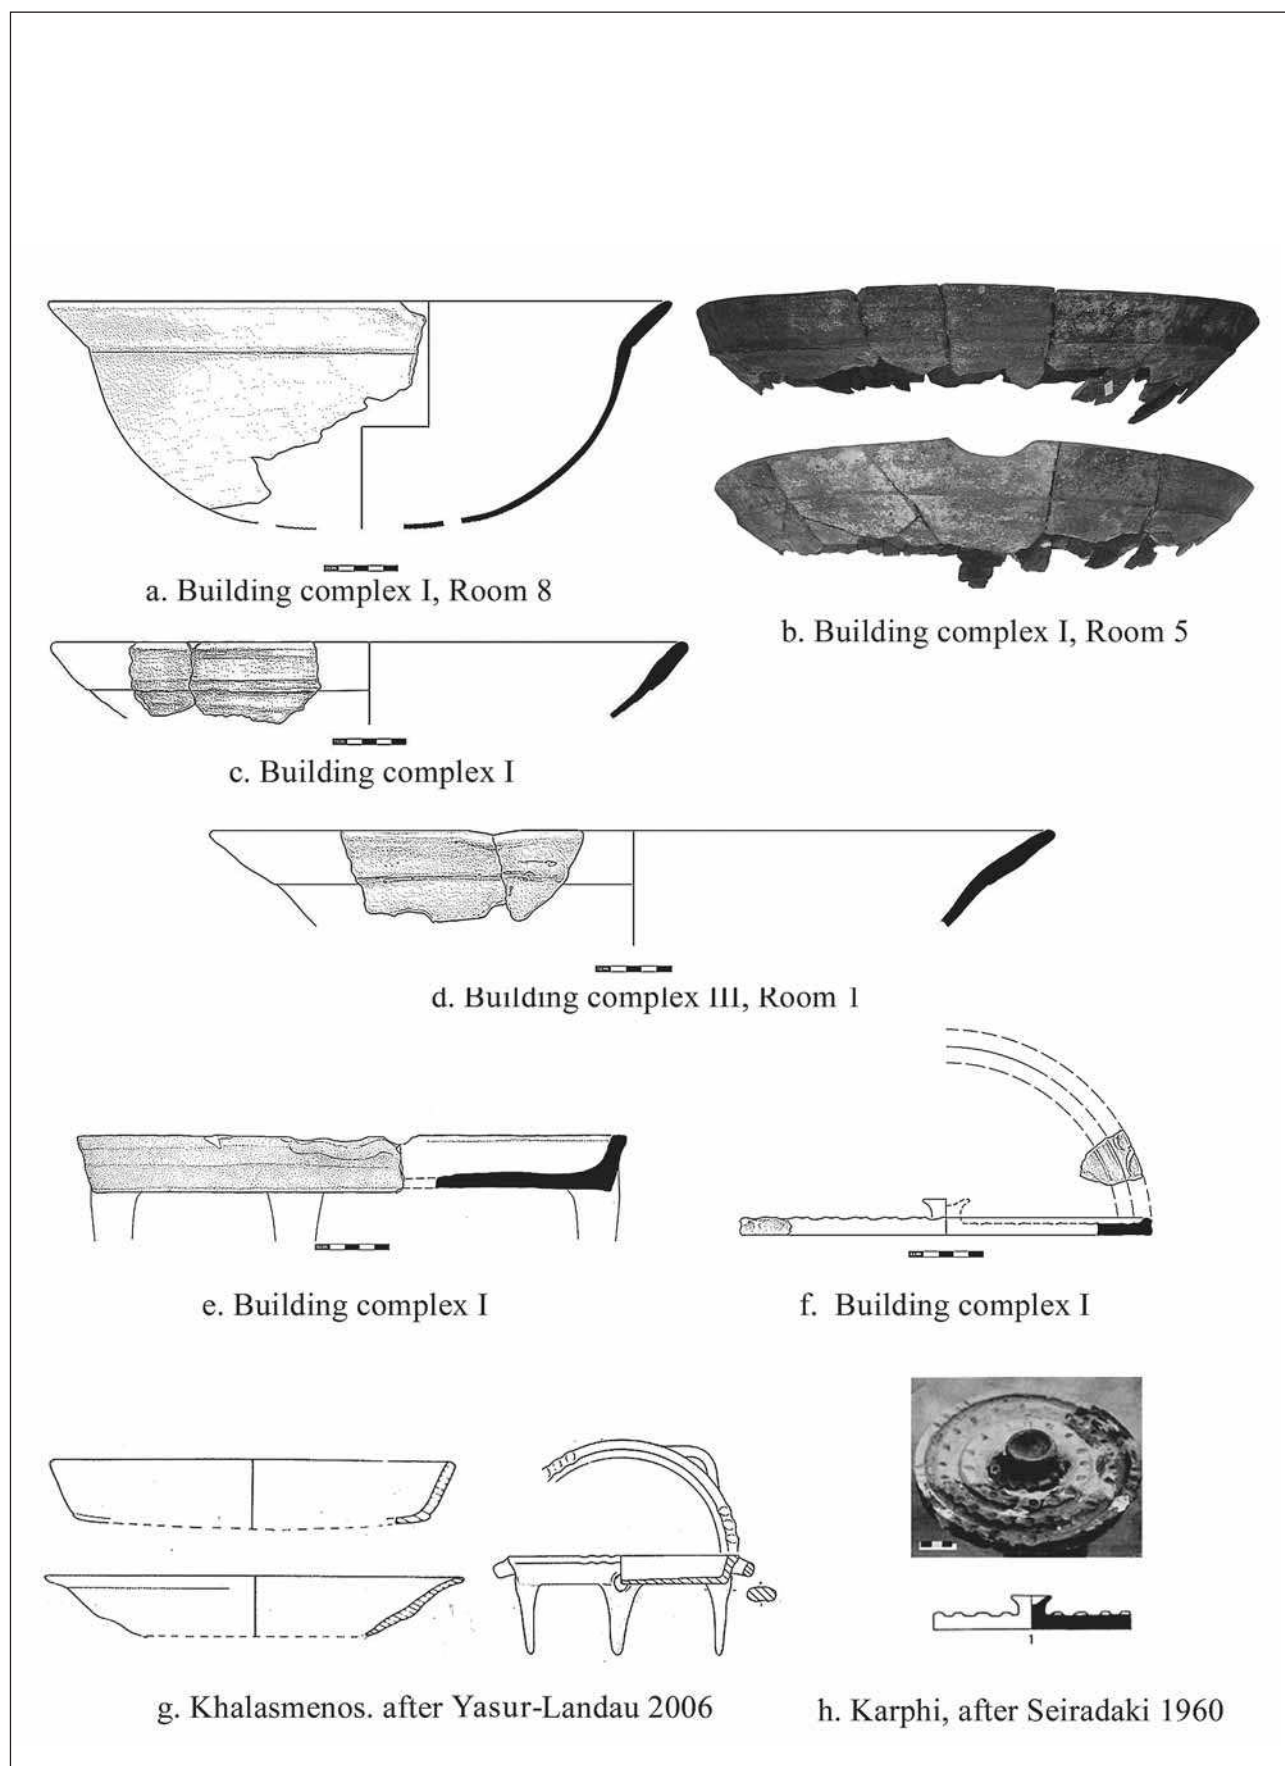 a. Building complex I, Room 8
b. Building complex I, Room 5
c. Building complex I
d. Building complex III, Room 1
e. Building complex I
f. Building complex I
1
g. Khalasmenos. after Yasur-Landau 2006
h. Karphi, after Seiradaki 1960